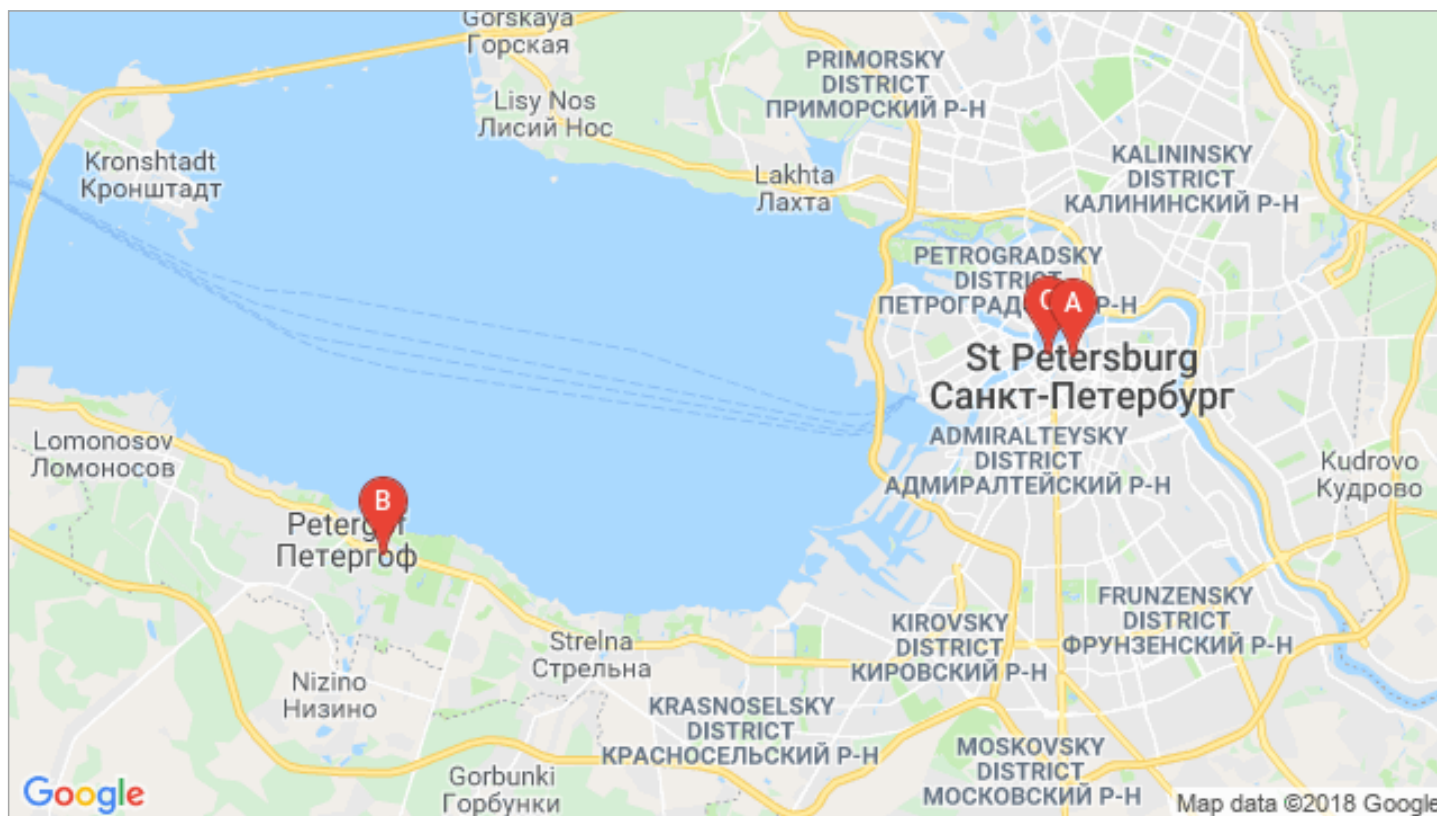 Gorskaya
Горская
PRIMORSKY
DISTRICT
ПРИМОРСКИЙ Р-Н
Lisy Nos
Лисий Нос
Kronshtadt
Кронштадт
KALININSKY
DISTRICT
КАЛИНИНСКИЙ Р-Н
Lakhta
Лахта
PETROGRADSKY
DISTRICT
Р-Н
C
A
St Petersburg
Санкт-Петербург
Lomonosov
Ломоносов
ADMIRALTEYSKY
DISTRICT
АДМИРАЛТЕЙСКИЙ Р-Н
Kudrovo
Кудрово
B
Петергоф
FRUNZENSKY
DISTRICT
ФРУНЗЕНСКИЙ Р-Н
KIROVSKY
DISTRICT
КИРОВСКИЙ Р-Н
Strelna
Стрельна
Nizino
Низино
KRASNOSELSKY
DISTRICT
КРАСНОСЕЛЬСКИЙ Р-Н
MOSKOVSKY
DISTRICT
МОСКОВСКИЙ Р-Н
Gorbunki
Горбунки
Google
Map data ©2018 Google